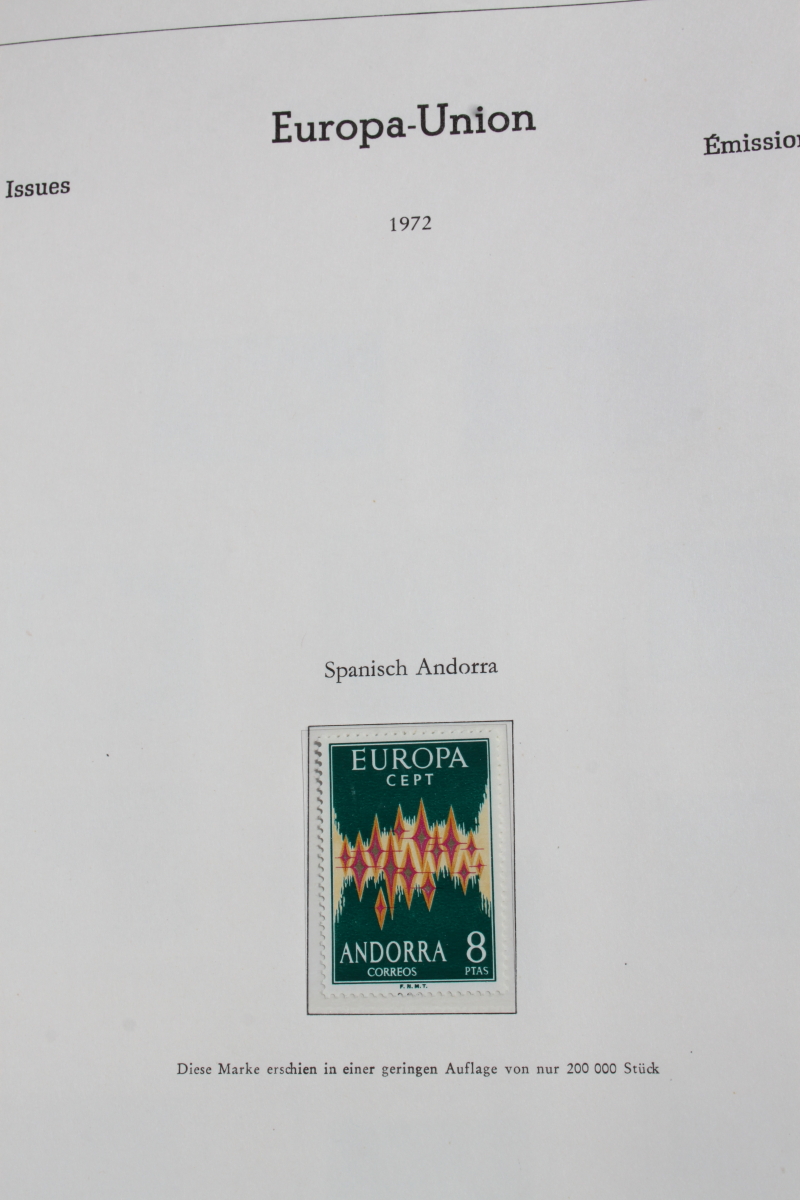 Europa-Union
Issues
Émission
1972
Spanisch Andorra
EUROPA
CEPT
ANDORRA 8
CORREOS PTAS
F.N.M.T.
Diese Marke erschien in einer geringen Auflage von nur 200 000 Stück